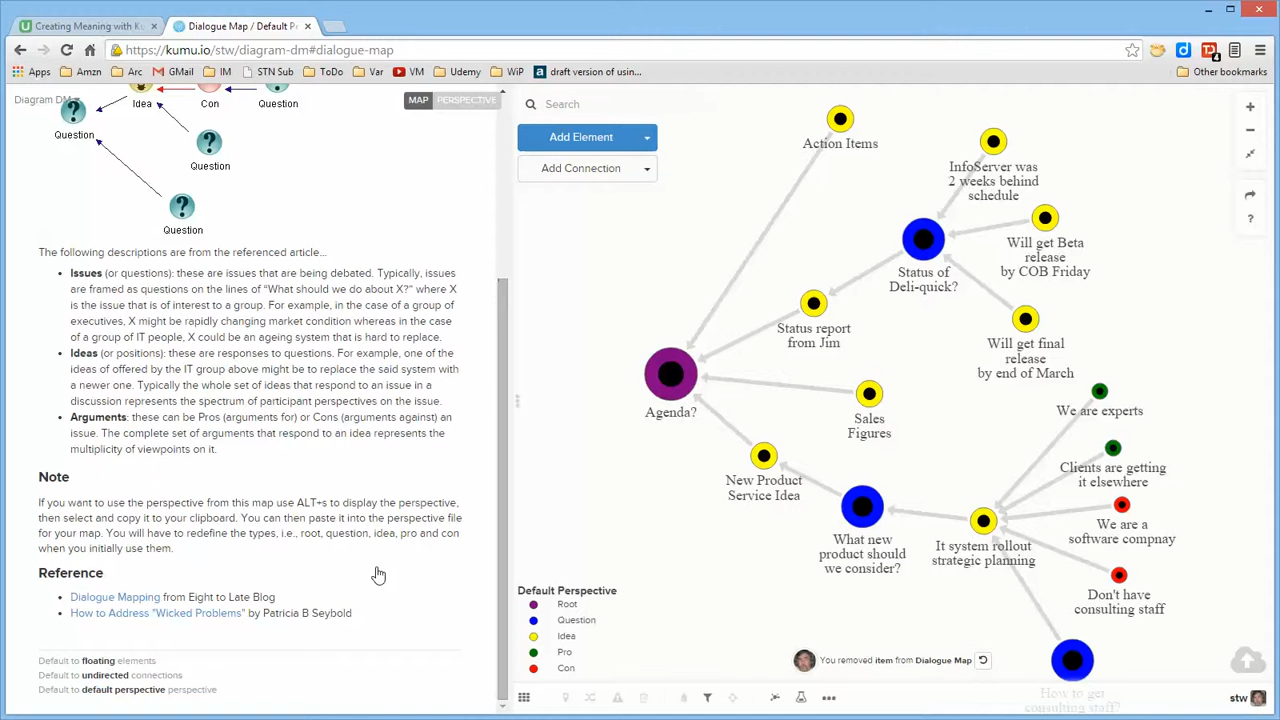 Creating Meaning with Ku
Dialogue Map / Default P
https://kumu.io/stw/diagram-dm#dialogue-map
Apps Amzn Arc GMail IM STN Sub ToDo Var VM Udemy WiP draft version of usin... Other bookmarks
Diagram DM
Idea Con Question
Question
Question
Question
MAP PERSPECTIVE
The following descriptions are from the referenced article...
Issues (or questions): these are issues that are being debated. Typically, issues
are framed as questions on the lines of “What should we do about X?” where X
is the issue that is of interest to a group. For example, in the case of a group of
executives, X might be rapidly changing market condition whereas in the case
of a group of IT people, X could be an ageing system that is hard to replace.
Ideas (or positions): these are responses to questions. For example, one of the
ideas of offered by the IT group above might be to replace the said system with
a newer one. Typically the whole set of ideas that respond to an issue in a
discussion represents the spectrum of participant perspectives on the issue.
Arguments: these can be Pros (arguments for) or Cons (arguments against) an
issue. The complete set of arguments that respond to an idea represents the
multiplicity of viewpoints on it.
Note
If you want to use the perspective from this map use ALT+s to display the perspective,
then select and copy it to your clipboard. You can then paste it into the perspective file
for your map. You will have to redefine the types, i.e., root, question, idea, pro and con
when you initially use them.
Reference
Dialogue Mapping from Eight to Late Blog
How to Address "Wicked Problems" by Patricia B Seybold
Default to floating elements
Default to undirected connections
Default to default perspective perspective
Search
Add Element
Add Connection
Action Items
InfoServer was
2 weeks behind
schedule
Will get Beta
release
by COB Friday
Status of
Deli-quick?
Status report
from Jim
Will get final
release
by end of March
Agenda?
Sales
Figures
We are experts
Clients are getting
it elsewhere
New Product
Service Idea
We are a
software compnay
What new
product should
we consider?
It system rollout
strategic planning
Don't have
consulting staff
How to get
consulting staff?
Default Perspective
Root
Question
Idea
Pro
Con
You removed item from Dialogue Map
stw